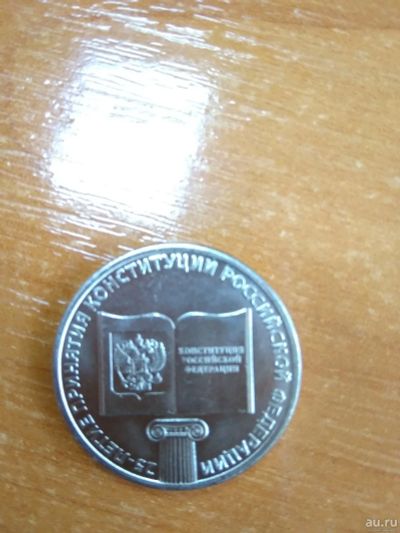 25-ЛЕТИЕ ПРИНЯТИЯ КОНСТИТУЦИИ РОССИЙСКОЙ ФЕДЕРАЦИИ
КОНСТИТУЦИЯ
РОССИЙСКОЙ
ФЕДЕРАЦИИ
au.ru